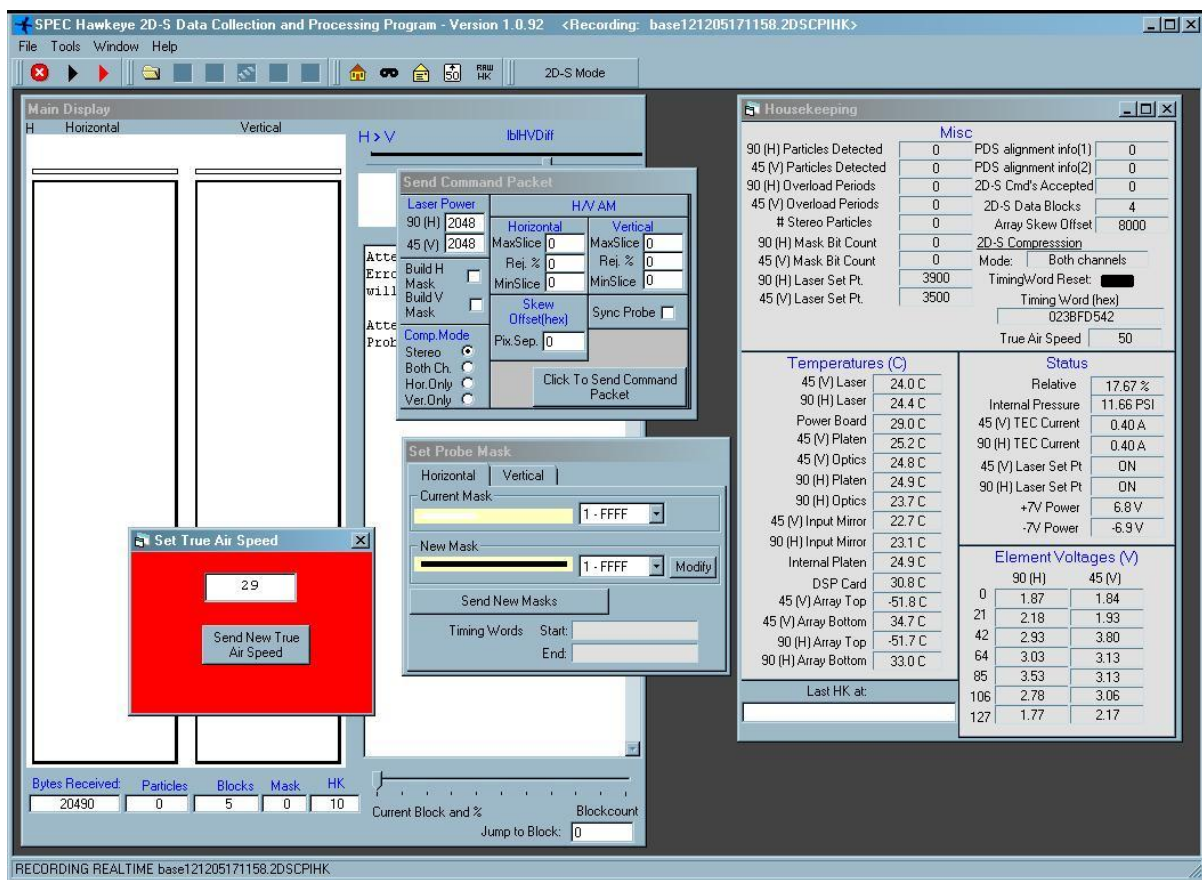 SPEC Hawkeye 2D-S Data Collection and Processing Program - Version 1.0.92 <Recording: base121205171158.2DSCPIHK>
File Tools Window Help
50 RAW HK 2D-S Mode
Main Display
H Horizontal Vertical
H > V lblHVDiff
Atte
Erro
will
Atte
Prob
Send Command Packet
Laser Power
90 (H) 2048
45 (V) 2048
Build H Mask
Build V Mask
Comp.Mode
Stereo
Both Ch.
Hor.Only
Ver.Only
H/V AM
Horizontal Vertical
MaxSlice 0 MaxSlice 0
Rej. % 0 Rej. % 0
MinSlice 0 MinSlice 0
Skew Offset(hex)
Pix.Sep. 0
Sync Probe
Click To Send Command Packet
Set Probe Mask
Horizontal Vertical
Current Mask
1 - FFFF
New Mask
1 - FFFF Modify
Send New Masks
Timing Words Start:
End:
Set True Air Speed
29
Send New True Air Speed
Bytes Received: Particles Blocks Mask HK
20490 0 5 0 10
Current Block and % Blockcount
Jump to Block: 0
Housekeeping
Misc
90 (H) Particles Detected 0 PDS alignment info(1) 0
45 (V) Particles Detected 0 PDS alignment info(2) 0
90 (H) Overload Periods 0 2D-S Cmd's Accepted 0
45 (V) Overload Periods 0 2D-S Data Blocks 4
# Stereo Particles 0 Array Skew Offset 8000
90 (H) Mask Bit Count 0 2D-S Compresssion
45 (V) Mask Bit Count 0 Mode: Both channels
90 (H) Laser Set Pt. 3900 TimingWord Reset:
45 (V) Laser Set Pt. 3500 Timing Word (hex)
023BFD542
True Air Speed 50
Temperatures (C)
45 (V) Laser 24.0 C
90 (H) Laser 24.4 C
Power Board 29.0 C
45 (V) Platen 25.2 C
45 (V) Optics 24.8 C
90 (H) Platen 24.9 C
90 (H) Optics 23.7 C
45 (V) Input Mirror 22.7 C
90 (H) Input Mirror 23.1 C
Internal Platen 24.9 C
DSP Card 30.8 C
45 (V) Array Top -51.8 C
45 (V) Array Bottom 34.7 C
90 (H) Array Top -51.7 C
90 (H) Array Bottom 33.0 C
Last HK at:
Status
Relative 17.67 %
Internal Pressure 11.66 PSI
45 (V) TEC Current 0.40 A
90 (H) TEC Current 0.40 A
45 (V) Laser Set Pt ON
90 (H) Laser Set Pt ON
+7V Power 6.8 V
-7V Power -6.9 V
Element Voltages (V)
90 (H) 45 (V)
0 1.87 1.84
21 2.18 1.93
42 2.93 3.80
64 3.03 3.13
85 3.53 3.13
106 2.78 3.06
127 1.77 2.17
RECORDING REALTIME base121205171158.2DSCPIHK